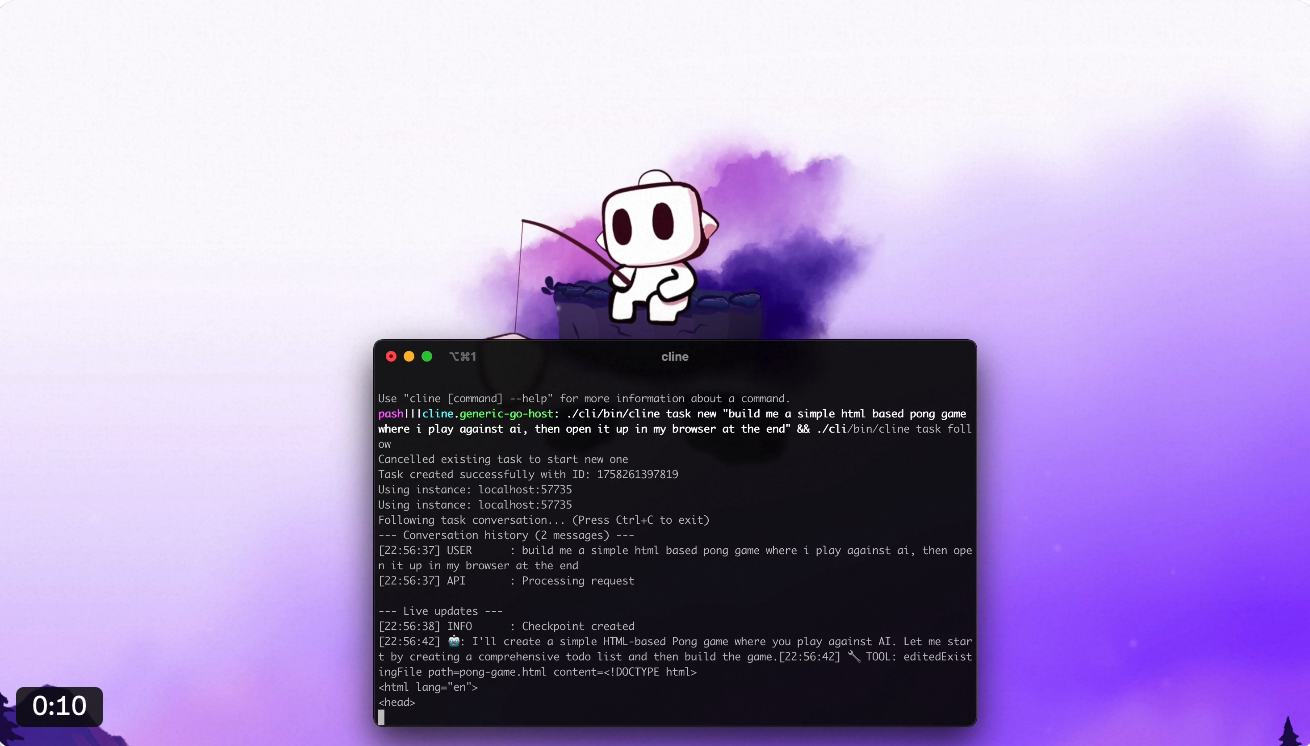 ⌥⌘1 cline
Use "cline [command] --help" for more information about a command.
pash|||cline.generic-go-host: ./cli/bin/cline task new "build me a simple html based pong game
where i play against ai, then open it up in my browser at the end" && ./cli/bin/cline task foll
ow
Cancelled existing task to start new one
Task created successfully with ID: 1758261397819
Using instance: localhost:57735
Using instance: localhost:57735
Following task conversation... (Press Ctrl+C to exit)
--- Conversation history (2 messages) ---
[22:56:37] USER      : build me a simple html based pong game where i play against ai, then ope
n it up in my browser at the end
[22:56:37] API       : Processing request
--- Live updates ---
[22:56:38] INFO      : Checkpoint created
[22:56:42] 🤖: I'll create a simple HTML-based Pong game where you play against AI. Let me star
t by creating a comprehensive todo list and then build the game.[22:56:42] 🔧 TOOL: editedExist
ingFile path=pong-game.html content=<!DOCTYPE html>
<html lang="en">
<head>
0:10